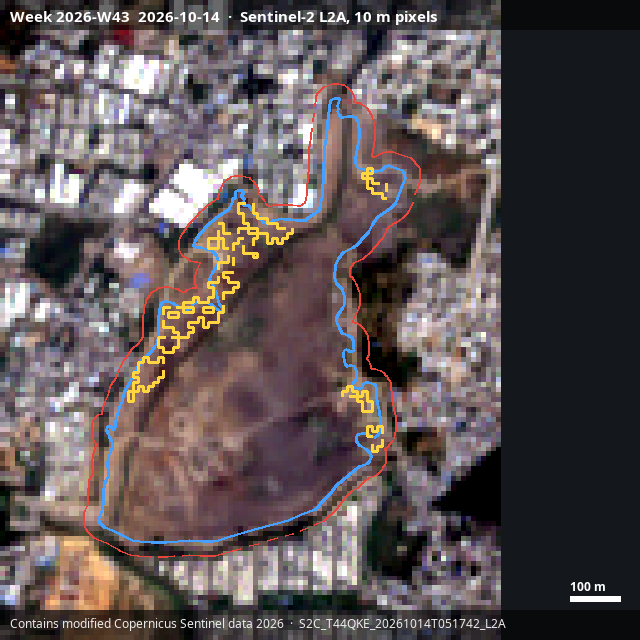 Week 2026-W43 2026-10-14 · Sentinel-2 L2A, 10 m pixels
100 m
Contains modified Copernicus Sentinel data 2026 · S2C_T44QKE_20261014T051742_L2A